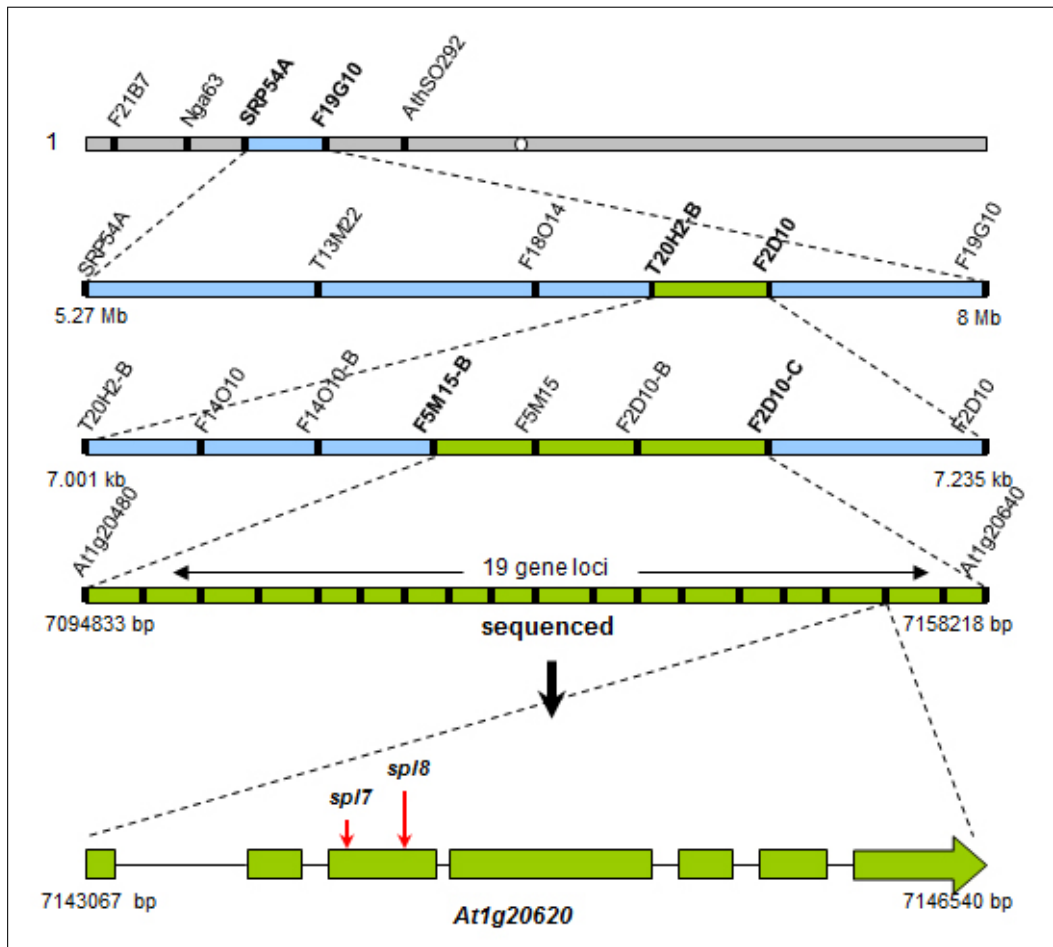 F21B7 Nga63 SRP54A F19G10 AthSO292
1
SRP54A T13M22 F18O14 T20H2-B F2D10 F19G10
5.27 Mb 8 Mb
T20H2-B F14O10 F14O10-B F5M15-B F5M15 F2D10-B F2D10-C F2D10
7.001 kb 7.235 kb
At1g20480 At1g20640
19 gene loci
7094833 bp sequenced 7158218 bp
spl8
spl7
7143067 bp 7146540 bp
At1g20620